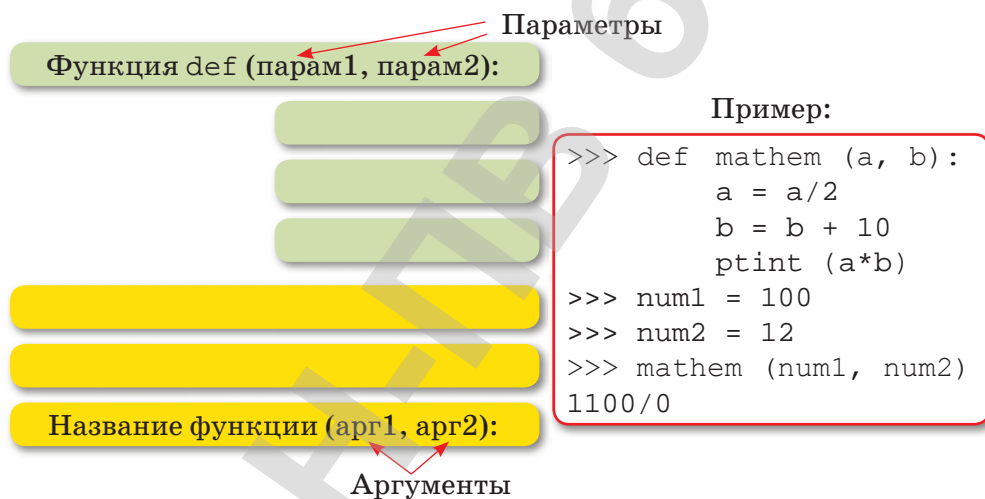 Параметры
Функция def (парам1, парам2):
Название функции (арг1, арг2):
Аргументы
Пример:
>>> def mathem (a, b):
a = a/2
b = b + 10
ptint (a*b)
>>> num1 = 100
>>> num2 = 12
>>> mathem (num1, num2)
1100/0